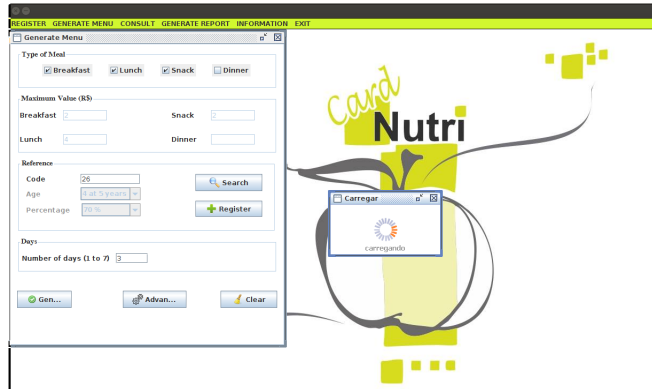 REGISTER GENERATE MENU CONSULT GENERATE REPORT INFORMATION EXIT
Generate Menu
Type of Meal
Breakfast Lunch Snack Dinner
Maximum Value (R$)
Breakfast 2 Snack 2
Lunch 4 Dinner
Reference
Code 26 Search
Age 4 at 5 years
Percentage 70 % Register
Days
Number of days (1 to 7) 3
Gen... Advan... Clear
Card
Nutri
Carregar
carregando